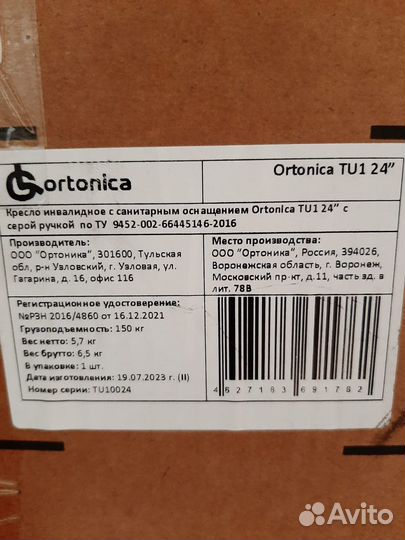 ortonica
Ortonica TU1 24”
Кресло инвалидное с санитарным оснащением Ortonica TU1 24” с
серой ручкой по ТУ 9452-002-66445146-2016
Производитель:
ООО "Ортоника", 301600, Тульская
обл, р-н Узловский, г. Узловая, ул.
Гагарина, д. 16, офис 116
Место производства:
ООО "Ортоника", Россия, 394026,
Воронежская область, г. Воронеж,
Московский пр-кт, д.11, часть зд. в
лит. 78В
Регистрационное удостоверение:
№РЗН 2016/4860 от 16.12.2021
Грузоподъемность: 150 кг
Вес нетто: 5,7 кг
Вес брутто: 6,5 кг
В упаковке: 1 шт.
Дата изготовления: 19.07.2023 г. (II)
Номер серии: TU10024
4627183691762
Avito